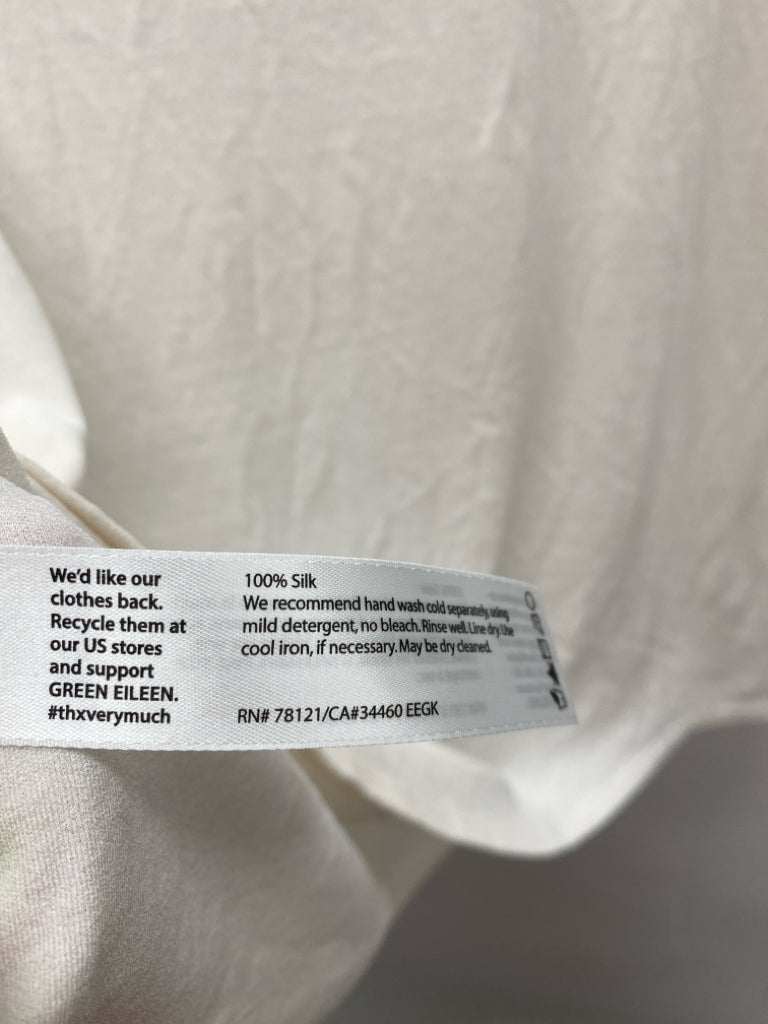 We'd like our
clothes back.
Recycle them at
our US stores
and support
GREEN EILEEN.
#thxverymuch
100% Silk
We recommend hand wash cold separately, using
mild detergent, no bleach. Rinse well. Line dry. Use
cool iron, if necessary. May be dry cleaned.
RN# 78121/CA#34460 EEGK